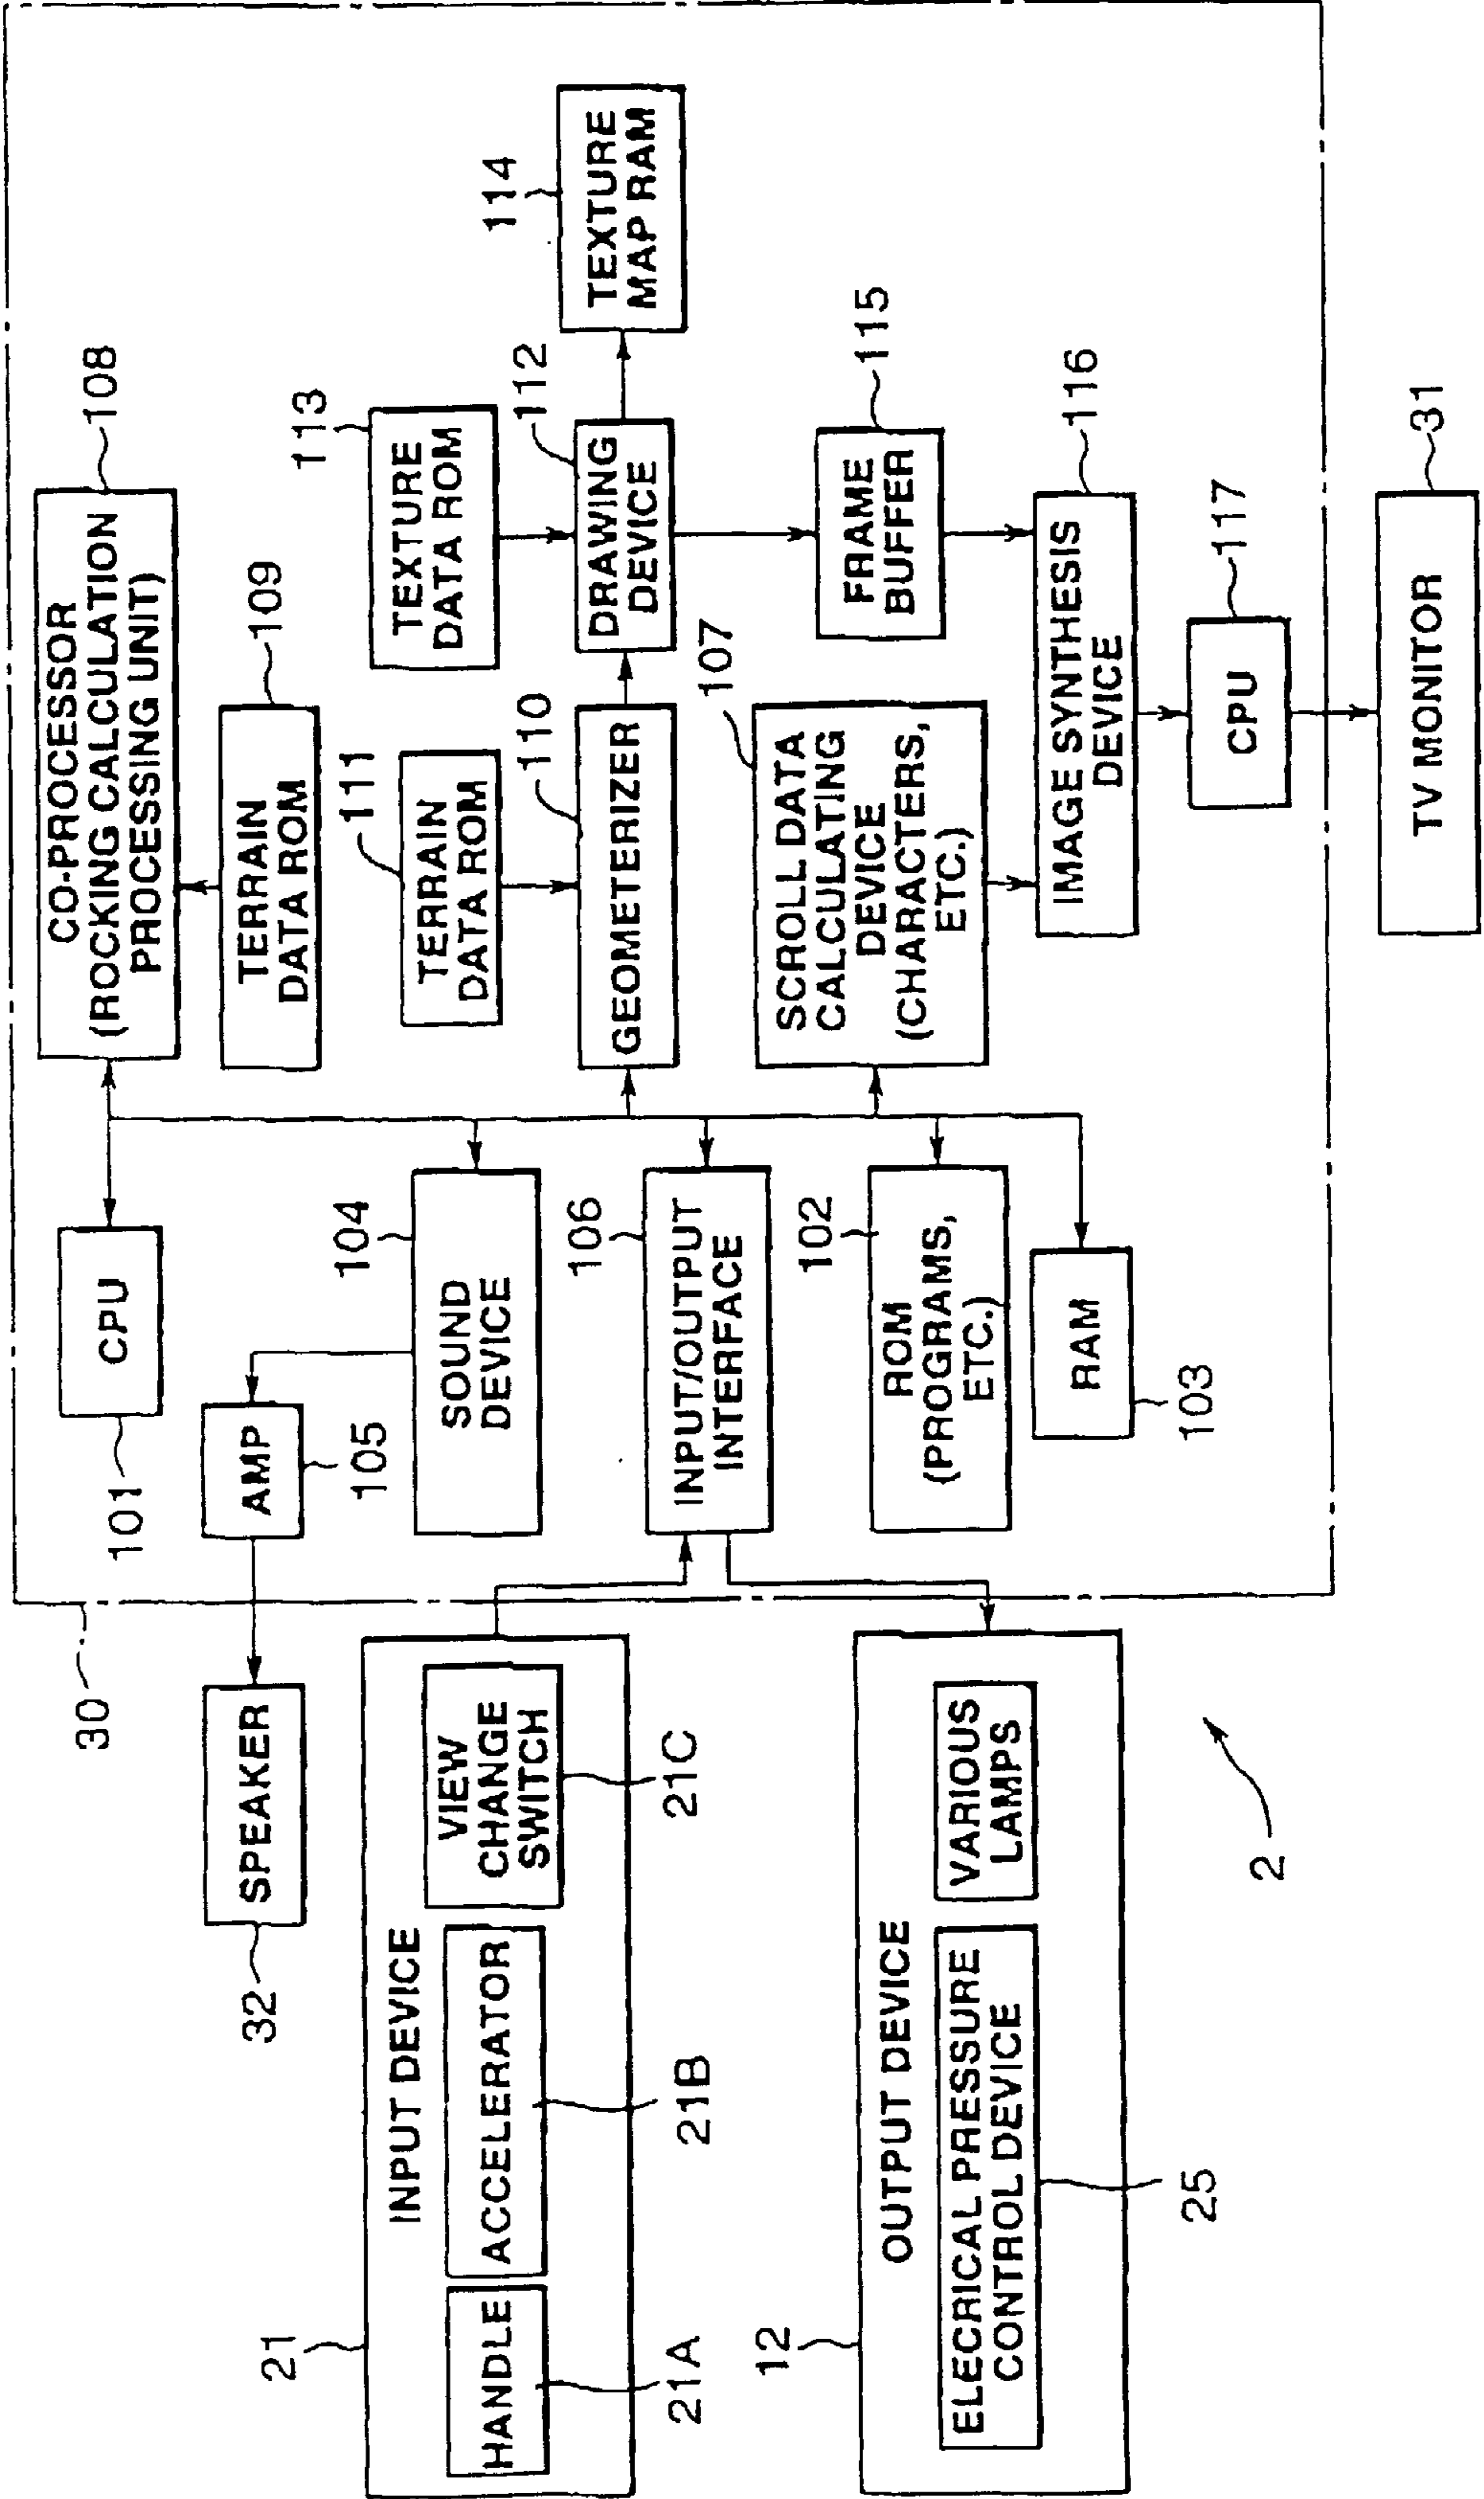 CO-PROCESSOR
(ROCKING CALCULATION
PROCESSING UNIT)
108
TERRAIN
DATA ROM
109
TERRAIN
DATA ROM
111
TEXTURE
DATA ROM
113
GEOMETERIZER
110
DRAWING
DEVICE
112
TEXTURE
MAP RAM
114
FRAME
BUFFER
115
SCROLL DATA
CALCULATING
DEVICE
(CHARACTERS,
ETC.)
107
IMAGE SYNTHESIS
DEVICE
116
CPU
117
TV MONITOR
31
CPU
101
AMP
105
SOUND
DEVICE
104
INPUT/OUTPUT
INTERFACE
106
ROM
(PROGRAMS,
ETC.)
102
RAM
103
30
SPEAKER
32
INPUT DEVICE
21
HANDLE
21A
ACCELERATOR
21B
VIEW
CHANGE
SWITCH
21C
OUTPUT DEVICE
12
ELECRICAL PRESSURE
CONTROL DEVICE
25
VARIOUS
LAMPS
2